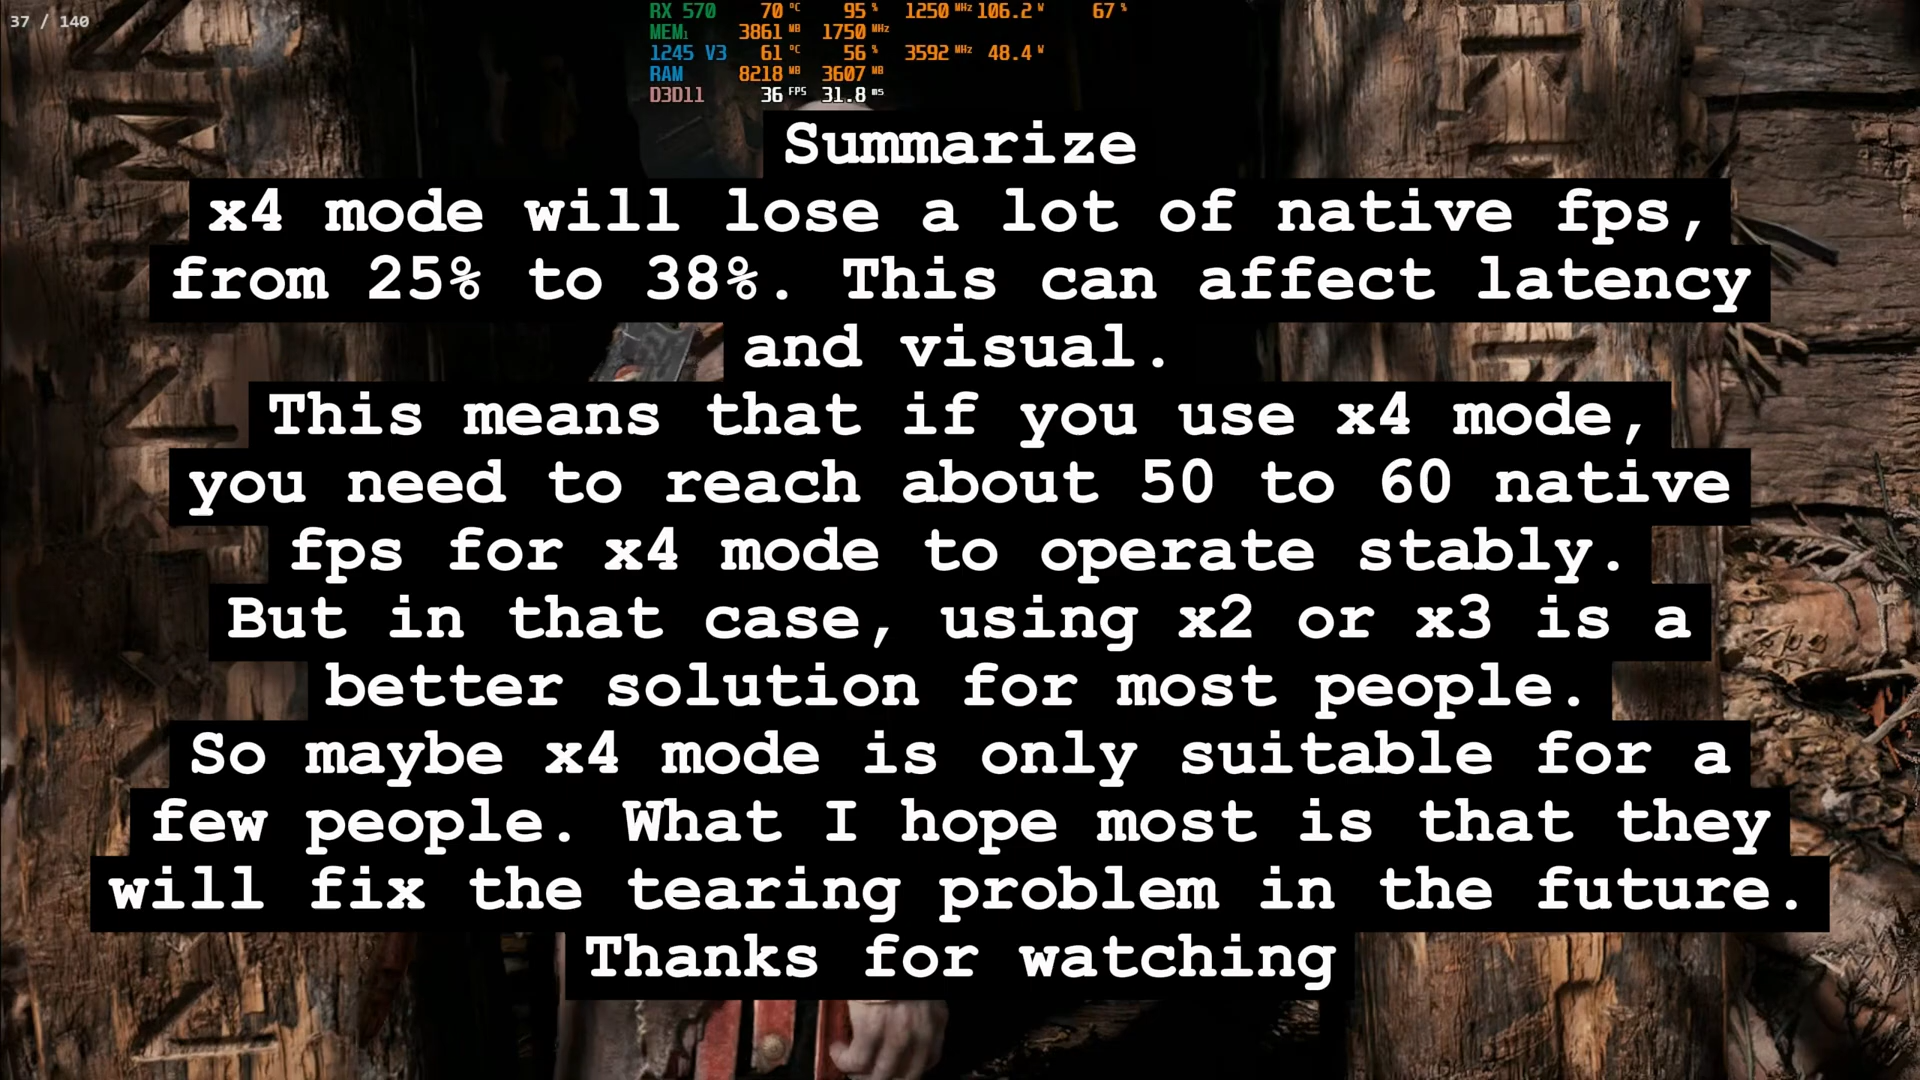 37 / 140
RX 570 70 °C 95 % 1250 MHz 106.2 W 67 %
MEM1 3861 MB 1750 MHz
1245 V3 61 °C 56 % 3592 MHz 48.4 W
RAM 8218 MB 3607 MB
D3D11 36 FPS 31.8 ms
Summarize
x4 mode will lose a lot of native fps,
from 25% to 38%. This can affect latency
and visual.
This means that if you use x4 mode,
you need to reach about 50 to 60 native
fps for x4 mode to operate stably.
But in that case, using x2 or x3 is a
better solution for most people.
So maybe x4 mode is only suitable for a
few people. What I hope most is that they
will fix the tearing problem in the future.
Thanks for watching